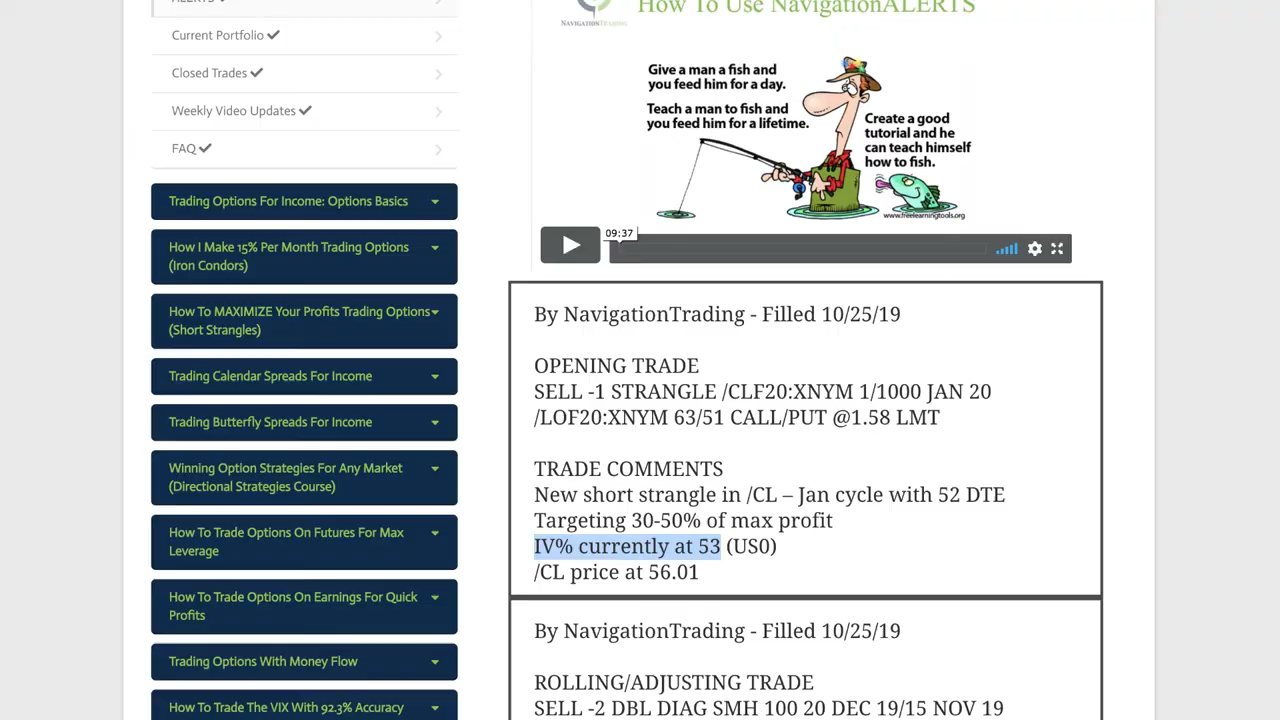 ALERTS ✔
Current Portfolio ✔
Closed Trades ✔
Weekly Video Updates ✔
FAQ ✔
Trading Options For Income: Options Basics
How I Make 15% Per Month Trading Options
(Iron Condors)
How To MAXIMIZE Your Profits Trading Options
(Short Strangles)
Trading Calendar Spreads For Income
Trading Butterfly Spreads For Income
Winning Option Strategies For Any Market
(Directional Strategies Course)
How To Trade Options On Futures For Max
Leverage
How To Trade Options On Earnings For Quick
Profits
Trading Options With Money Flow
How To Trade The VIX With 92.3% Accuracy
NAVIGATIONTRADING
How To Use NavigationALERTS
Give a man a fish and
you feed him for a day.
Teach a man to fish and
you feed him for a lifetime.
Create a good
tutorial and he
can teach himself
how to fish.
www.freelearningtools.org
09:37
By NavigationTrading - Filled 10/25/19
OPENING TRADE
SELL -1 STRANGLE /CLF20:XNYM 1/1000 JAN 20
/LOF20:XNYM 63/51 CALL/PUT @1.58 LMT
TRADE COMMENTS
New short strangle in /CL – Jan cycle with 52 DTE
Targeting 30-50% of max profit
IV% currently at 53 (US0)
/CL price at 56.01
By NavigationTrading - Filled 10/25/19
ROLLING/ADJUSTING TRADE
SELL -2 DBL DIAG SMH 100 20 DEC 19/15 NOV 19